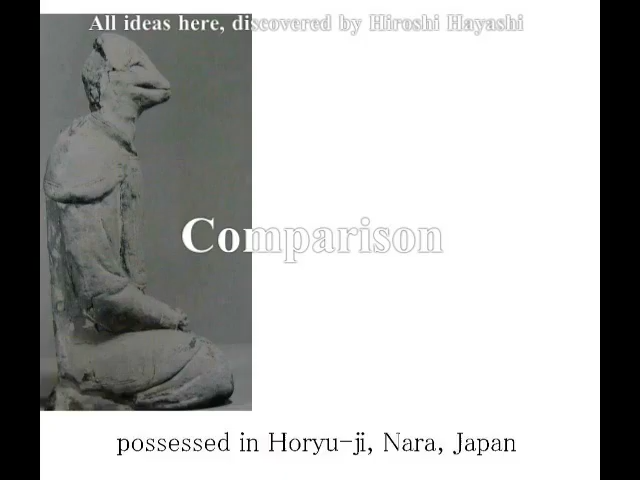 All ideas here, discovered by Hiroshi Hayashi
Comparison
possessed in Horyu-ji, Nara, Japan